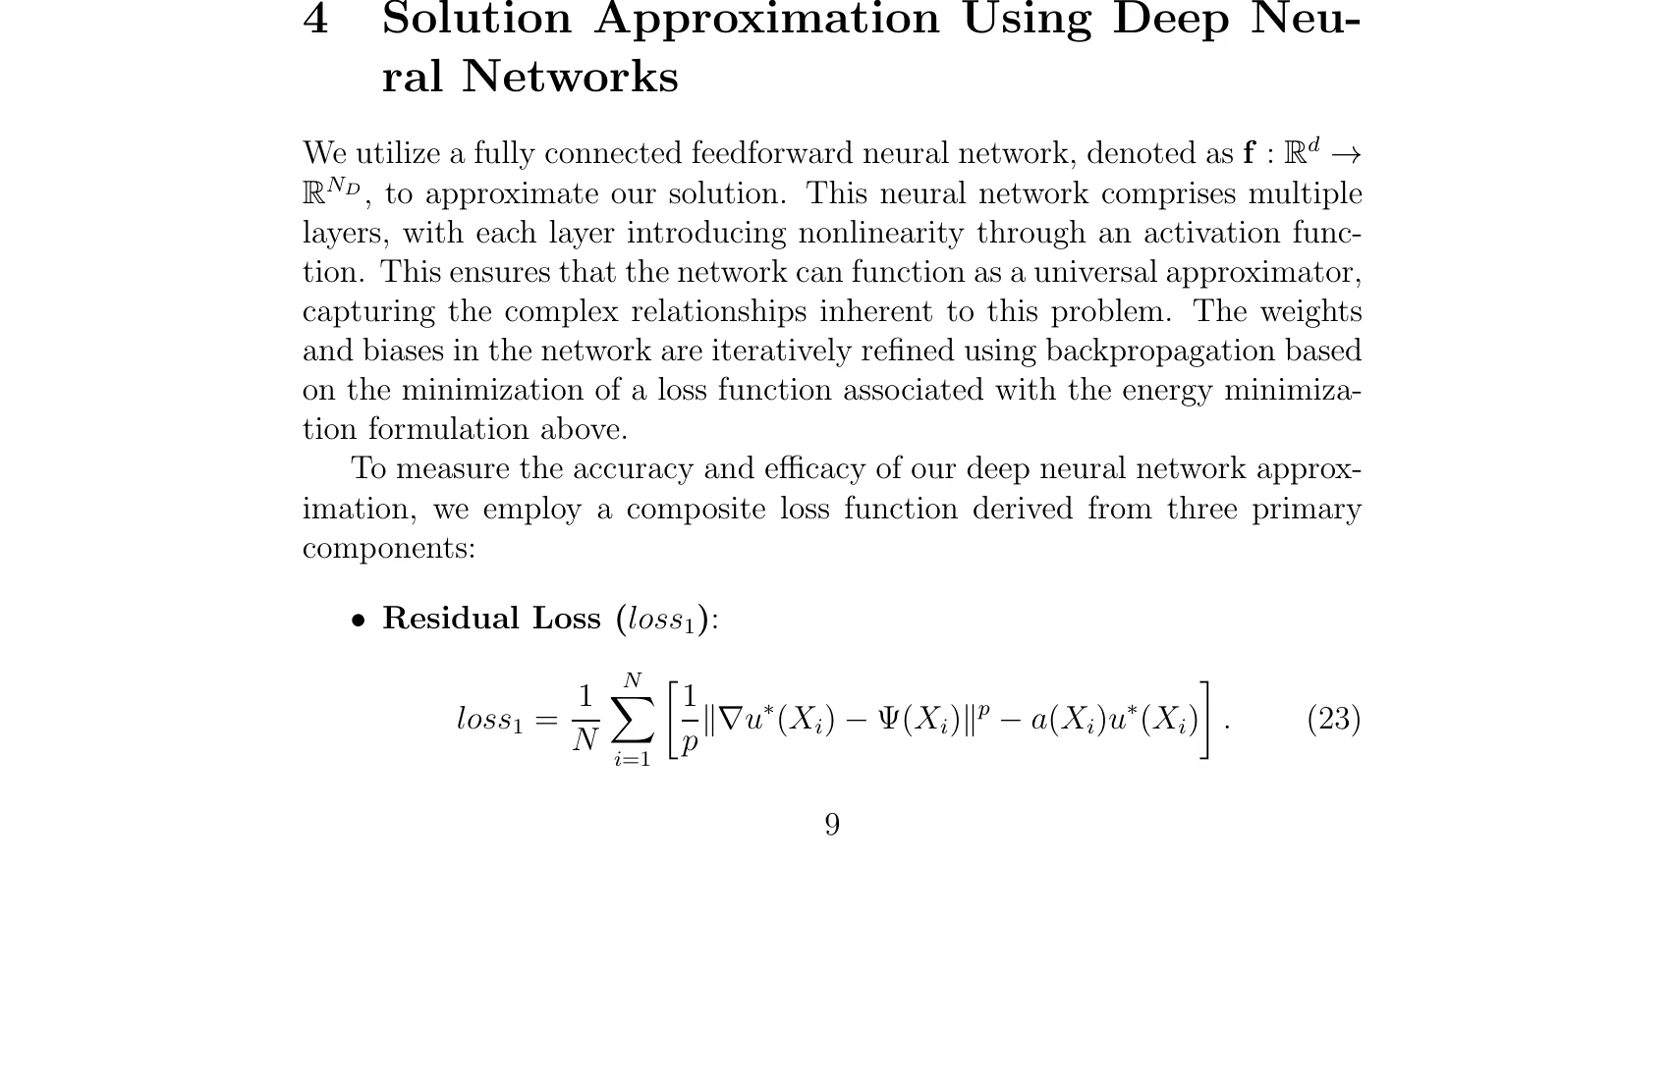 4 Solution Approximation Using Deep Neu-
ral Networks
We utilize a fully connected feedforward neural network, denoted as f : ℝ^d →
ℝ^{N_D}, to approximate our solution. This neural network comprises multiple
layers, with each layer introducing nonlinearity through an activation func-
tion. This ensures that the network can function as a universal approximator,
capturing the complex relationships inherent to this problem. The weights
and biases in the network are iteratively refined using backpropagation based
on the minimization of a loss function associated with the energy minimiza-
tion formulation above.
To measure the accuracy and efficacy of our deep neural network approx-
imation, we employ a composite loss function derived from three primary
components:
• Residual Loss (loss₁):
loss₁ = \frac{1}{N} \sum_{i=1}^{N} [ \frac{1}{p} ‖∇u*(X_i) − Ψ(X_i)‖^p − a(X_i)u*(X_i) ] . (23)
9